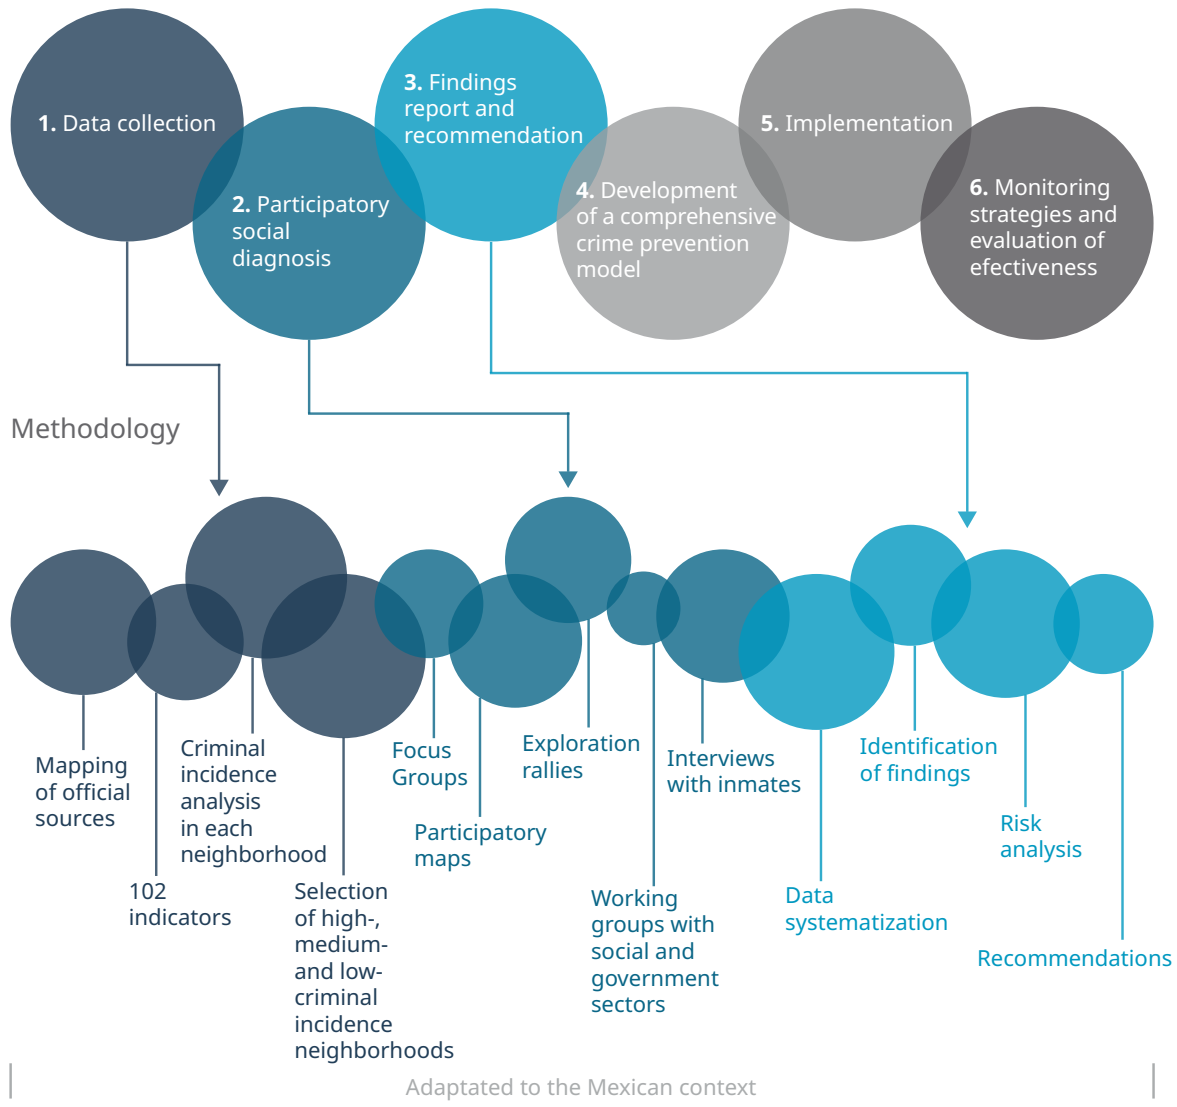 1. Data collection
2. Participatory
social
diagnosis
3. Findings
report and
recommendation
4. Development
of a comprehensive
crime prevention
model
5. Implementation
6. Monitoring
strategies and
evaluation of
efectiveness
Methodology
Mapping
of official
sources
102
indicators
Criminal
incidence
analysis
in each
neighborhood
Selection
of high-,
medium-
and low-
criminal
incidence
neighborhoods
Focus
Groups
Participatory
maps
Exploration
rallies
Working
groups with
social and
government
sectors
Interviews
with inmates
Data
systematization
Identification
of findings
Risk
analysis
Recommendations
Adaptated to the Mexican context